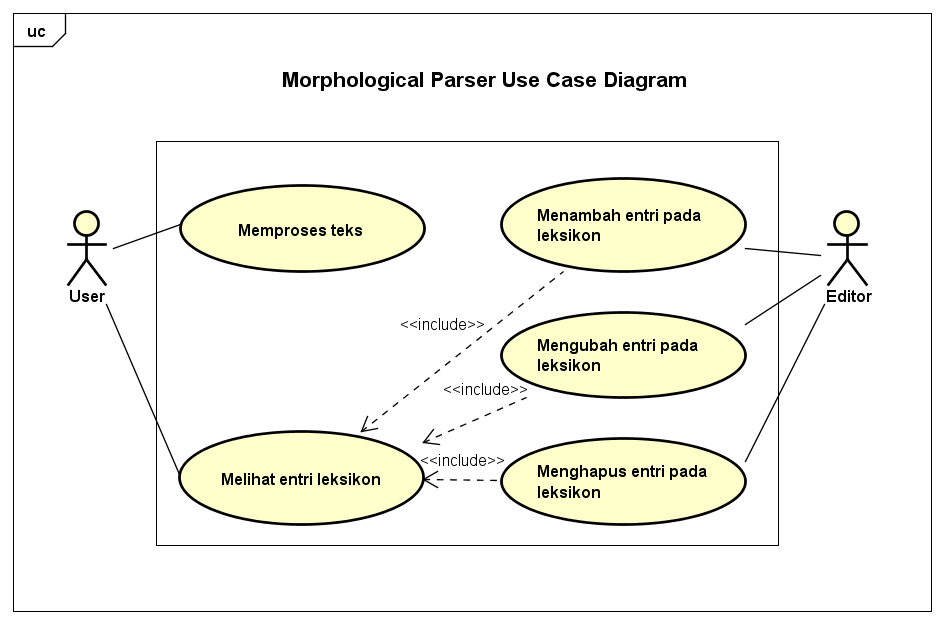 uc
Morphological Parser Use Case Diagram
Memproses teks
Menambah entri pada
leksikon
User
Editor
<<include>>
Mengubah entri pada
leksikon
<<include>>
<<include>>
Melihat entri leksikon
Menghapus entri pada
leksikon